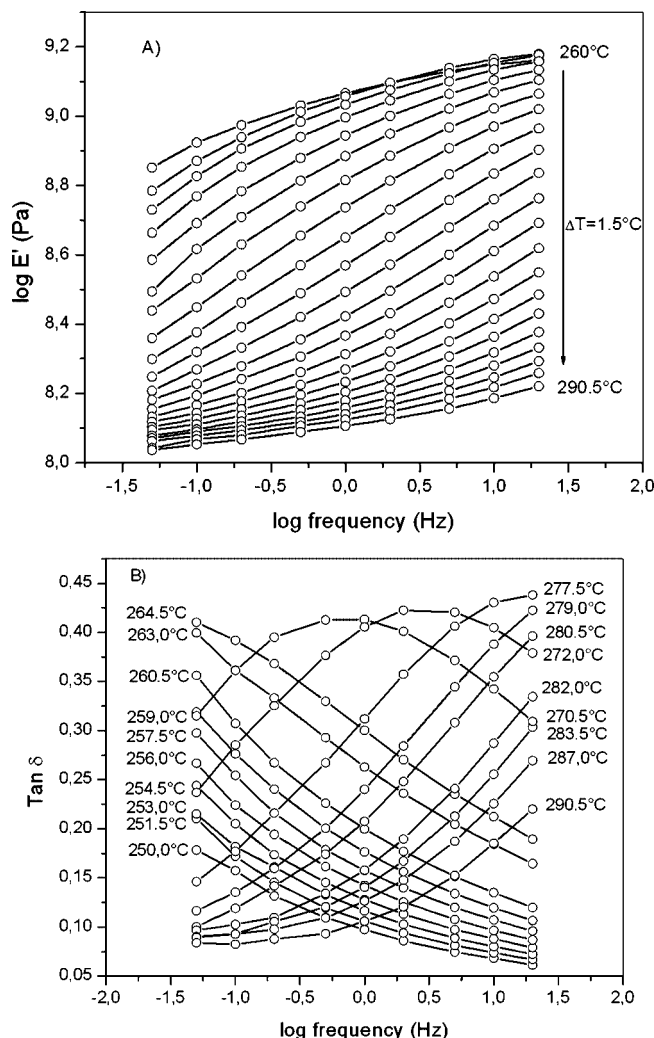 A)
9,2
260°C
9,0
8,8
log E' (Pa)
ΔT=1.5°C
8,6
8,4
8,2
290.5°C
8,0
-1,5 -1,0 -0,5 0,0 0,5 1,0 1,5 2,0
log frequency (Hz)
B)
0,45
277.5°C
264.5°C
279,0°C
0,40
263,0°C
280.5°C
272,0°C
0,35
260.5°C
282,0°C
259,0°C
270.5°C
0,30
257.5°C
283.5°C
256,0°C
287,0°C
Tan δ
0,25
254.5°C
290.5°C
253,0°C
0,20
251.5°C
250,0°C
0,15
0,10
0,05
-2,0 -1,5 -1,0 -0,5 0,0 0,5 1,0 1,5 2,0
log frequency (Hz)